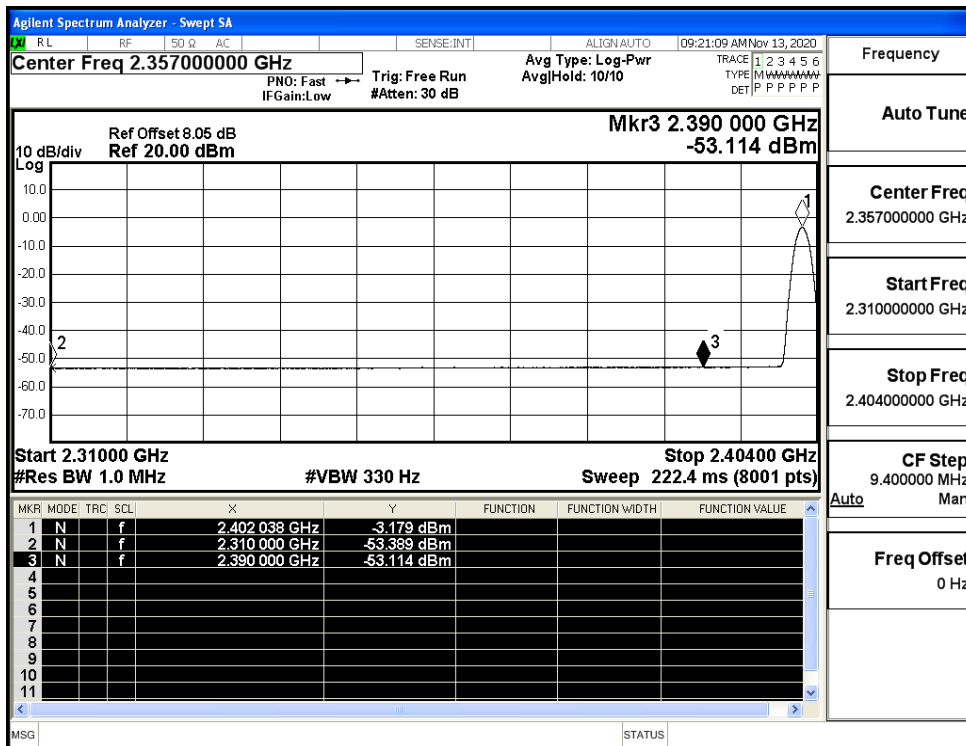 Agilent Spectrum Analyzer - Swept SA
LXI RL RF 50 Ω AC SENSE:INT ALIGN AUTO 09:21:09 AM Nov 13, 2020
Center Freq 2.357000000 GHz
PNO: Fast
IFGain:Low
Trig: Free Run
#Atten: 30 dB
Avg Type: Log-Pwr
Avg|Hold: 10/10
TRACE 1 2 3 4 5 6
TYPE M WWWWW
DET P P P P P P
Mkr3 2.390 000 GHz
-53.114 dBm
Ref Offset 8.05 dB
10 dB/div Ref 20.00 dBm
Log
10.0
0.00
-10.0
-20.0
-30.0
-40.0
-50.0
-60.0
-70.0
1
2
3
Start 2.31000 GHz Stop 2.40400 GHz
#Res BW 1.0 MHz #VBW 330 Hz Sweep 222.4 ms (8001 pts)
MKR MODE TRC SCL X Y FUNCTION FUNCTION WIDTH FUNCTION VALUE
1 N f 2.402 038 GHz -3.179 dBm
2 N f 2.310 000 GHz -53.389 dBm
3 N f 2.390 000 GHz -53.114 dBm
4
5
6
7
8
9
10
11
MSG STATUS
Frequency
Auto Tune
Center Freq
2.357000000 GHz
Start Freq
2.310000000 GHz
Stop Freq
2.404000000 GHz
CF Step
9.400000 MHz
Auto Man
Freq Offset
0 Hz